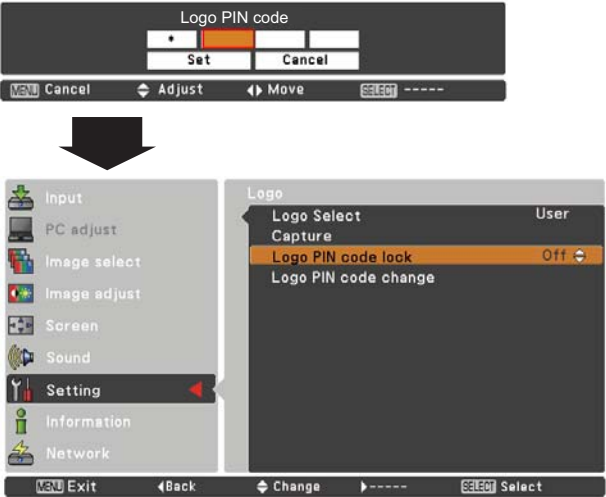 Logo PIN code
*
Set Cancel
MENU Cancel Adjust Move SELECT -----
Input
PC adjust
Image select
Image adjust
Screen
Sound
Setting
Information
Network
Logo
Logo Select User
Capture
Logo PIN code lock Off
Logo PIN code change
MENU Exit Back Change ----- SELECT Select